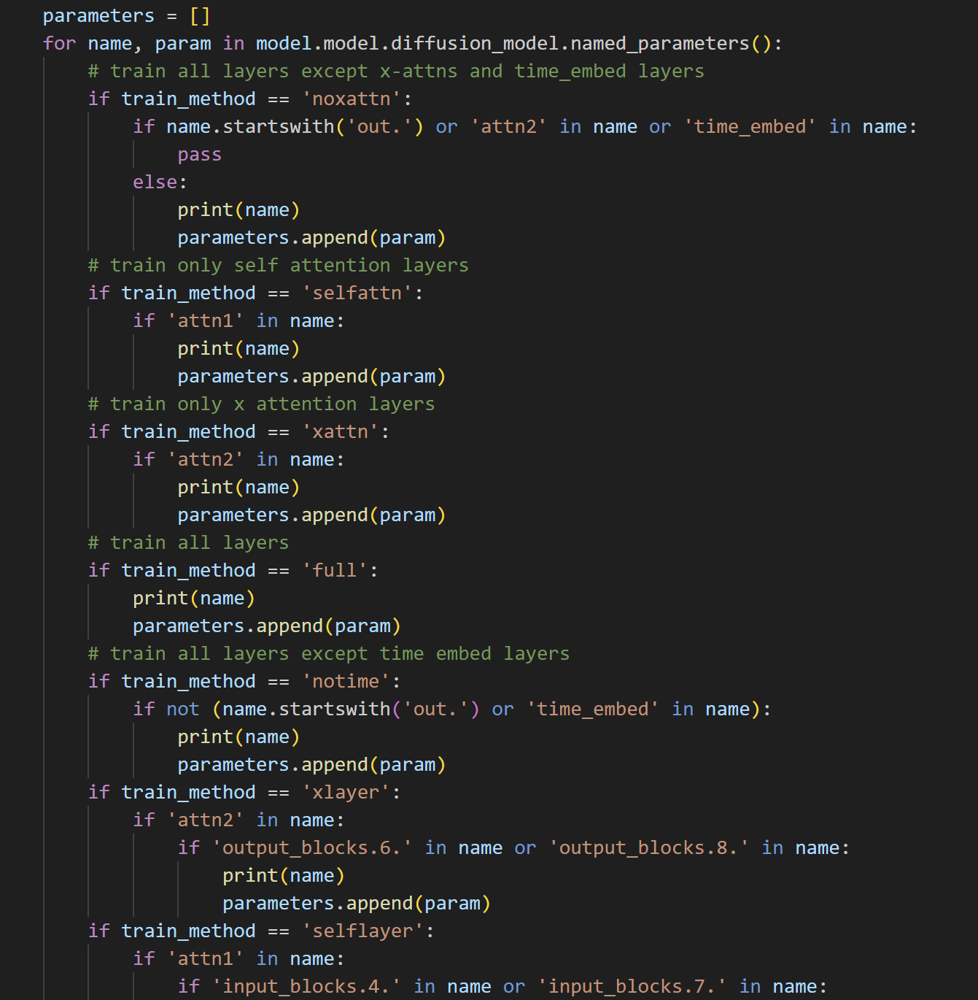 parameters = []
for name, param in model.model.diffusion_model.named_parameters():
    # train all layers except x-attns and time_embed layers
    if train_method == 'noxattn':
        if name.startswith('out.') or 'attn2' in name or 'time_embed' in name:
            pass
        else:
            print(name)
            parameters.append(param)
    # train only self attention layers
    if train_method == 'selfattn':
        if 'attn1' in name:
            print(name)
            parameters.append(param)
    # train only x attention layers
    if train_method == 'xattn':
        if 'attn2' in name:
            print(name)
            parameters.append(param)
    # train all layers
    if train_method == 'full':
        print(name)
        parameters.append(param)
    # train all layers except time embed layers
    if train_method == 'notime':
        if not (name.startswith('out.') or 'time_embed' in name):
            print(name)
            parameters.append(param)
    if train_method == 'xlayer':
        if 'attn2' in name:
            if 'output_blocks.6.' in name or 'output_blocks.8.' in name:
                print(name)
                parameters.append(param)
    if train_method == 'selflayer':
        if 'attn1' in name:
            if 'input_blocks.4.' in name or 'input_blocks.7.' in name: